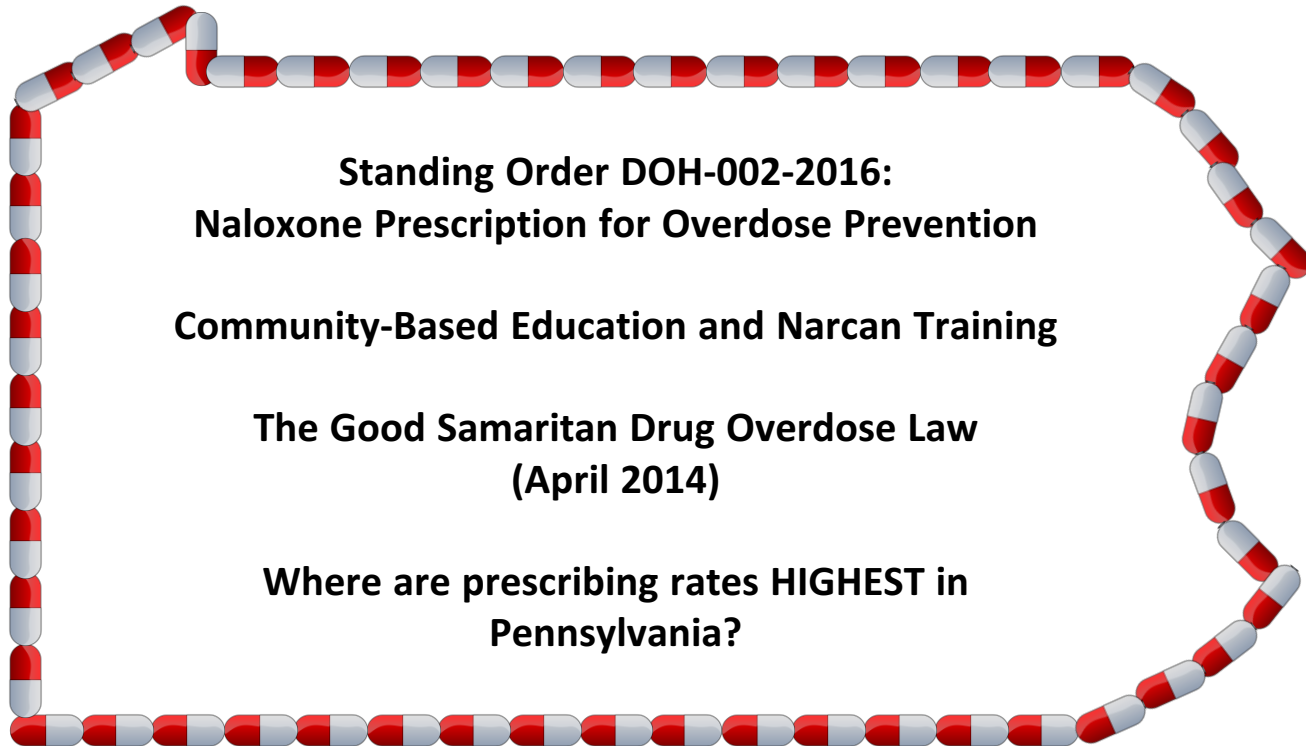 Standing Order DOH-002-2016:
Naloxone Prescription for Overdose Prevention
Community-Based Education and Narcan Training
The Good Samaritan Drug Overdose Law
(April 2014)
Where are prescribing rates HIGHEST in
Pennsylvania?